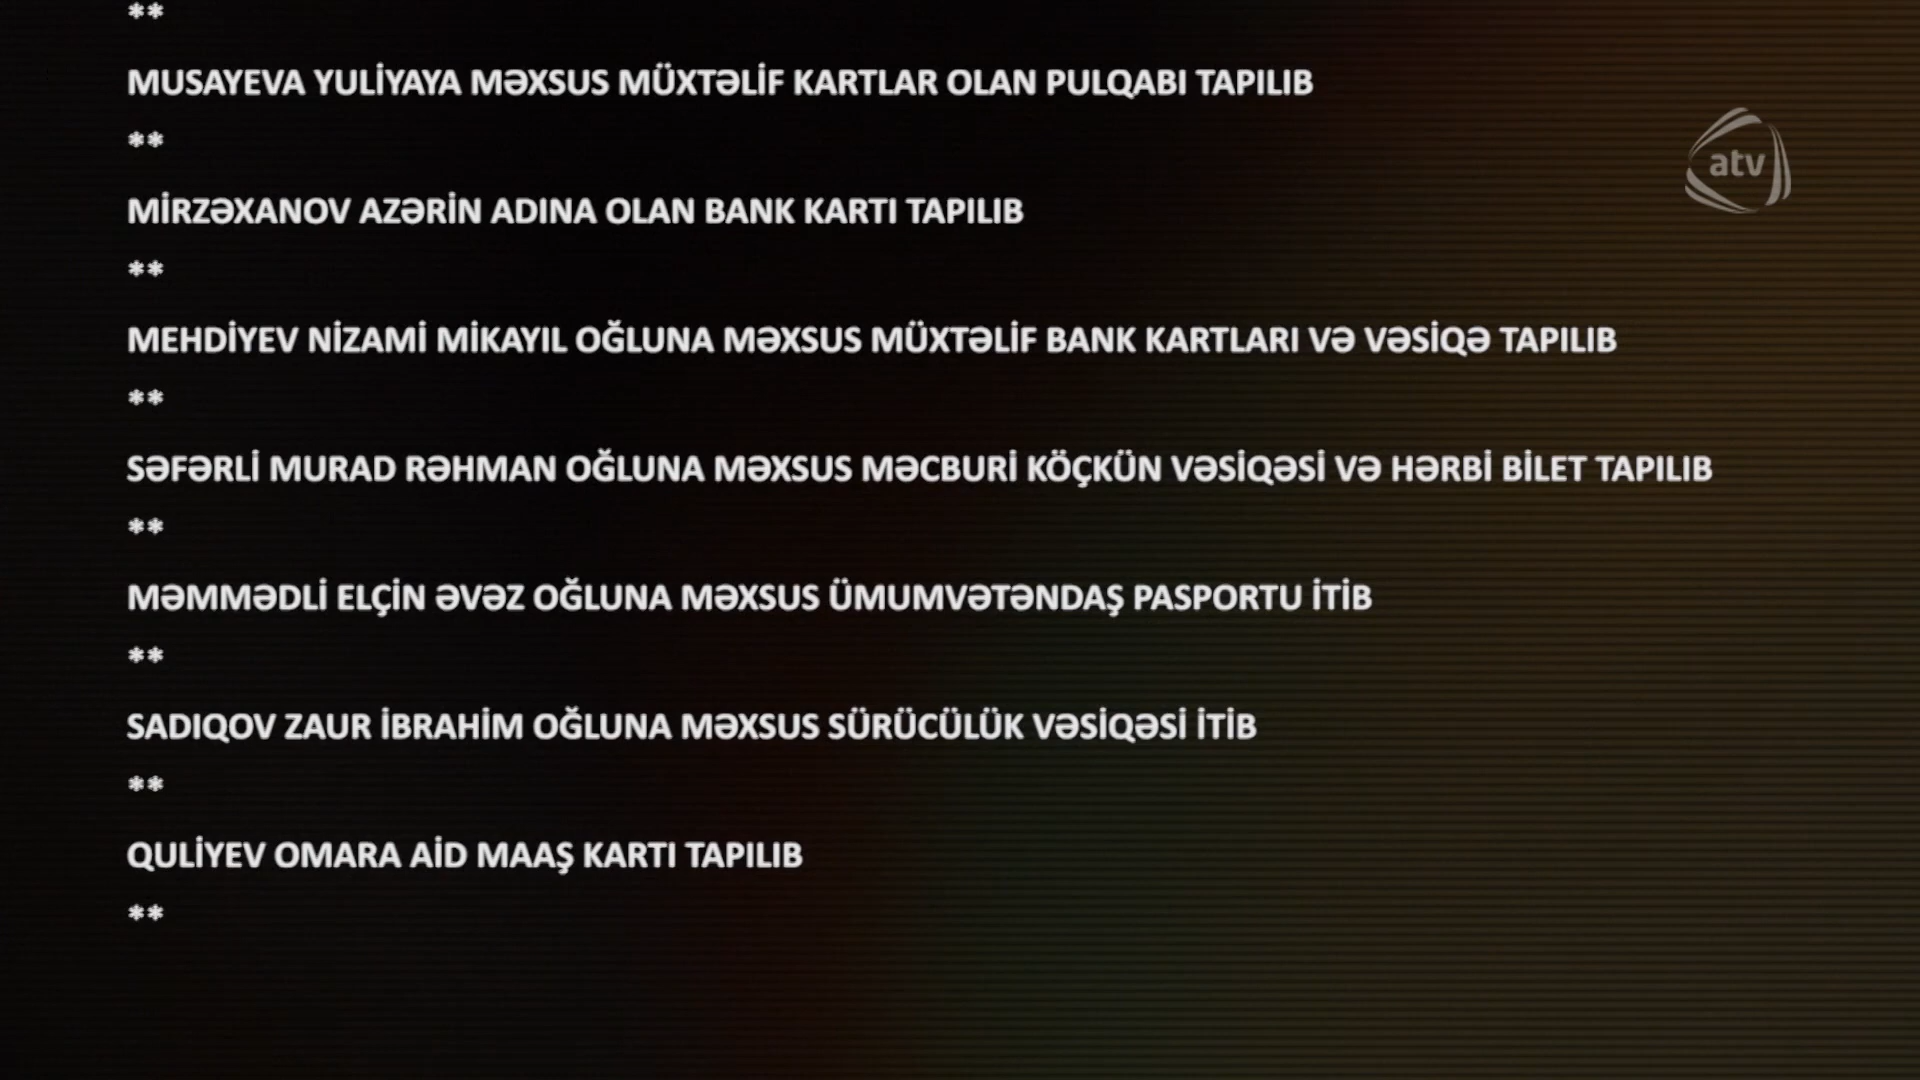 **
MUSAYEVA YULİYAYA MƏXSUS MÜXTƏLİF KARTLAR OLAN PULQABI TAPILIB
**
atv
MİRZƏXANOV AZƏRİN ADINA OLAN BANK KARTI TAPILIB
**
MEHDİYEV NİZAMİ MİKAYIL OĞLUNA MƏXSUS MÜXTƏLİF BANK KARTLARI VƏ VƏSİQƏ TAPILIB
**
SƏFƏRLİ MURAD RƏHMAN OĞLUNA MƏXSUS MƏCBURİ KÖÇKÜN VƏSİQƏSİ VƏ HƏRBİ BİLET TAPILIB
**
MƏMMƏDLİ ELÇİN ƏVƏZ OĞLUNA MƏXSUS ÜMUMVƏTƏNDAŞ PASPORTU İTİB
**
SADIQOV ZAUR İBRAHİM OĞLUNA MƏXSUS SÜRÜCÜLÜK VƏSİQƏSİ İTİB
**
QULİYEV OMARA AİD MAAŞ KARTI TAPILIB
**